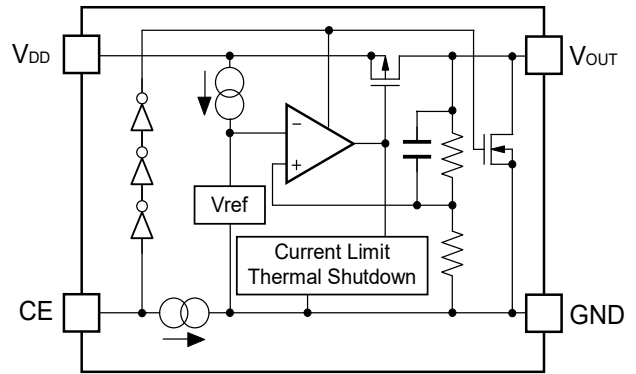 VDD
VOUT
−
+
Vref
Current Limit
Thermal Shutdown
CE
GND